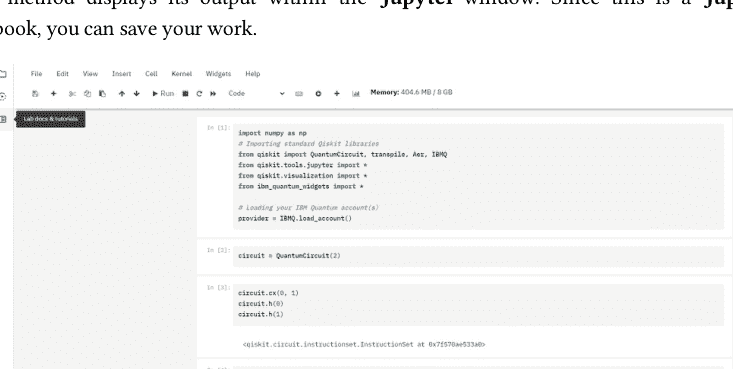 method displays its output within the Jupyter window. Since this is a
book, you can save your work.
File Edit View Insert Cell Kernel Widgets Help
Run Code Memory: 404.6 MB / 8 GB
Lab docs & tutorials
In [1]:
import numpy as np
# Importing standard Qiskit libraries
from qiskit import QuantumCircuit, transpile, Aer, IBMQ
from qiskit.tools.jupyter import *
from qiskit.visualization import *
from ibm_quantum_widgets import *
# Loading your IBM Quantum account(s)
provider = IBMQ.load_account()
In [2]:
circuit = QuantumCircuit(2)
In [3]:
circuit.cx(0, 1)
circuit.h(0)
circuit.h(1)
<qiskit.circuit.instructionset.InstructionSet at 0x7f570ae533a0>